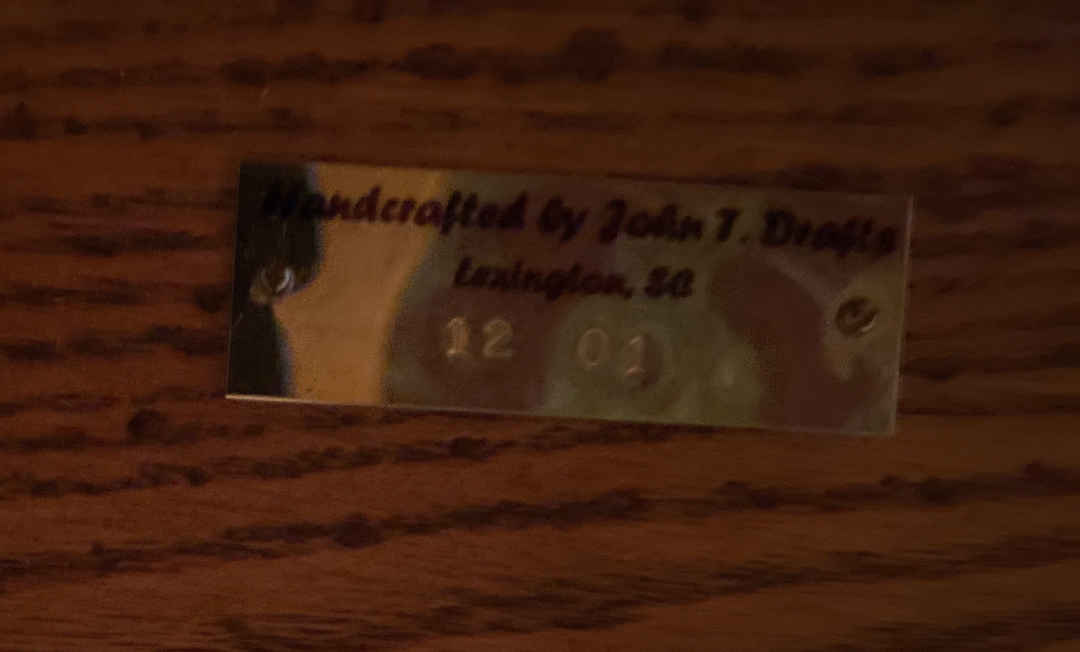 Handcrafted by John T. Drafts
Lexington, SC
12 01